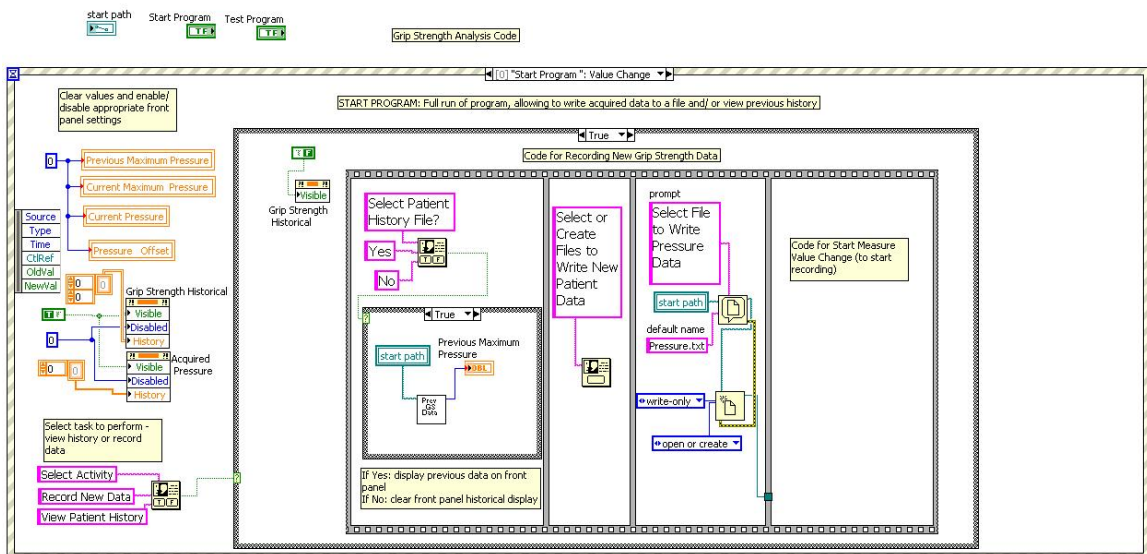 start path
Start Program
Test Program
TF
TF
Grip Strength Analysis Code
[0] "Start Program ": Value Change
Clear values and enable/
disable appropriate front
panel settings
START PROGRAM: Full run of program, allowing to write acquired data to a file and/ or view previous history
True
Code for Recording New Grip Strength Data
0
Previous Maximum Pressure
Current Maximum Pressure
Current Pressure
Pressure Offset
Source
Type
Time
CtlRef
OldVal
NewVal
0
0
0
Grip Strength Historical
Visible
Disabled
History
T
0
Acquired
Pressure
Visible
Disabled
History
0
0
Select task to perform -
view history or record
data
Select Activity
Record New Data
View Patient History
T F
F
Visible
Grip Strength
Historical
Select Patient
History File?
Yes
No
T F
True
start path
Previous Maximum
Pressure
DBL
Prev
GS
Data
If Yes: display previous data on front
panel
If No: clear front panel historical display
Select or
Create
Files to
Write New
Patient
Data
prompt
Select File
to Write
Pressure
Data
start path
default name
Pressure.txt
write-only
open or create
Code for Start Measure
Value Change (to start
recording)